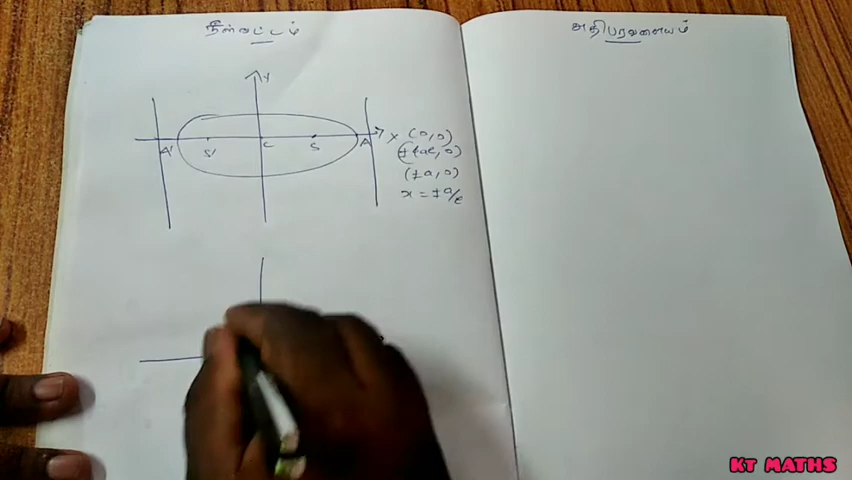 நீள்வட்டம்
அதிபரவளையம்
Y
A' S' C S A X (0,0)
(±ae, 0)
(±a, 0)
x = ±a/e
KT MATHS